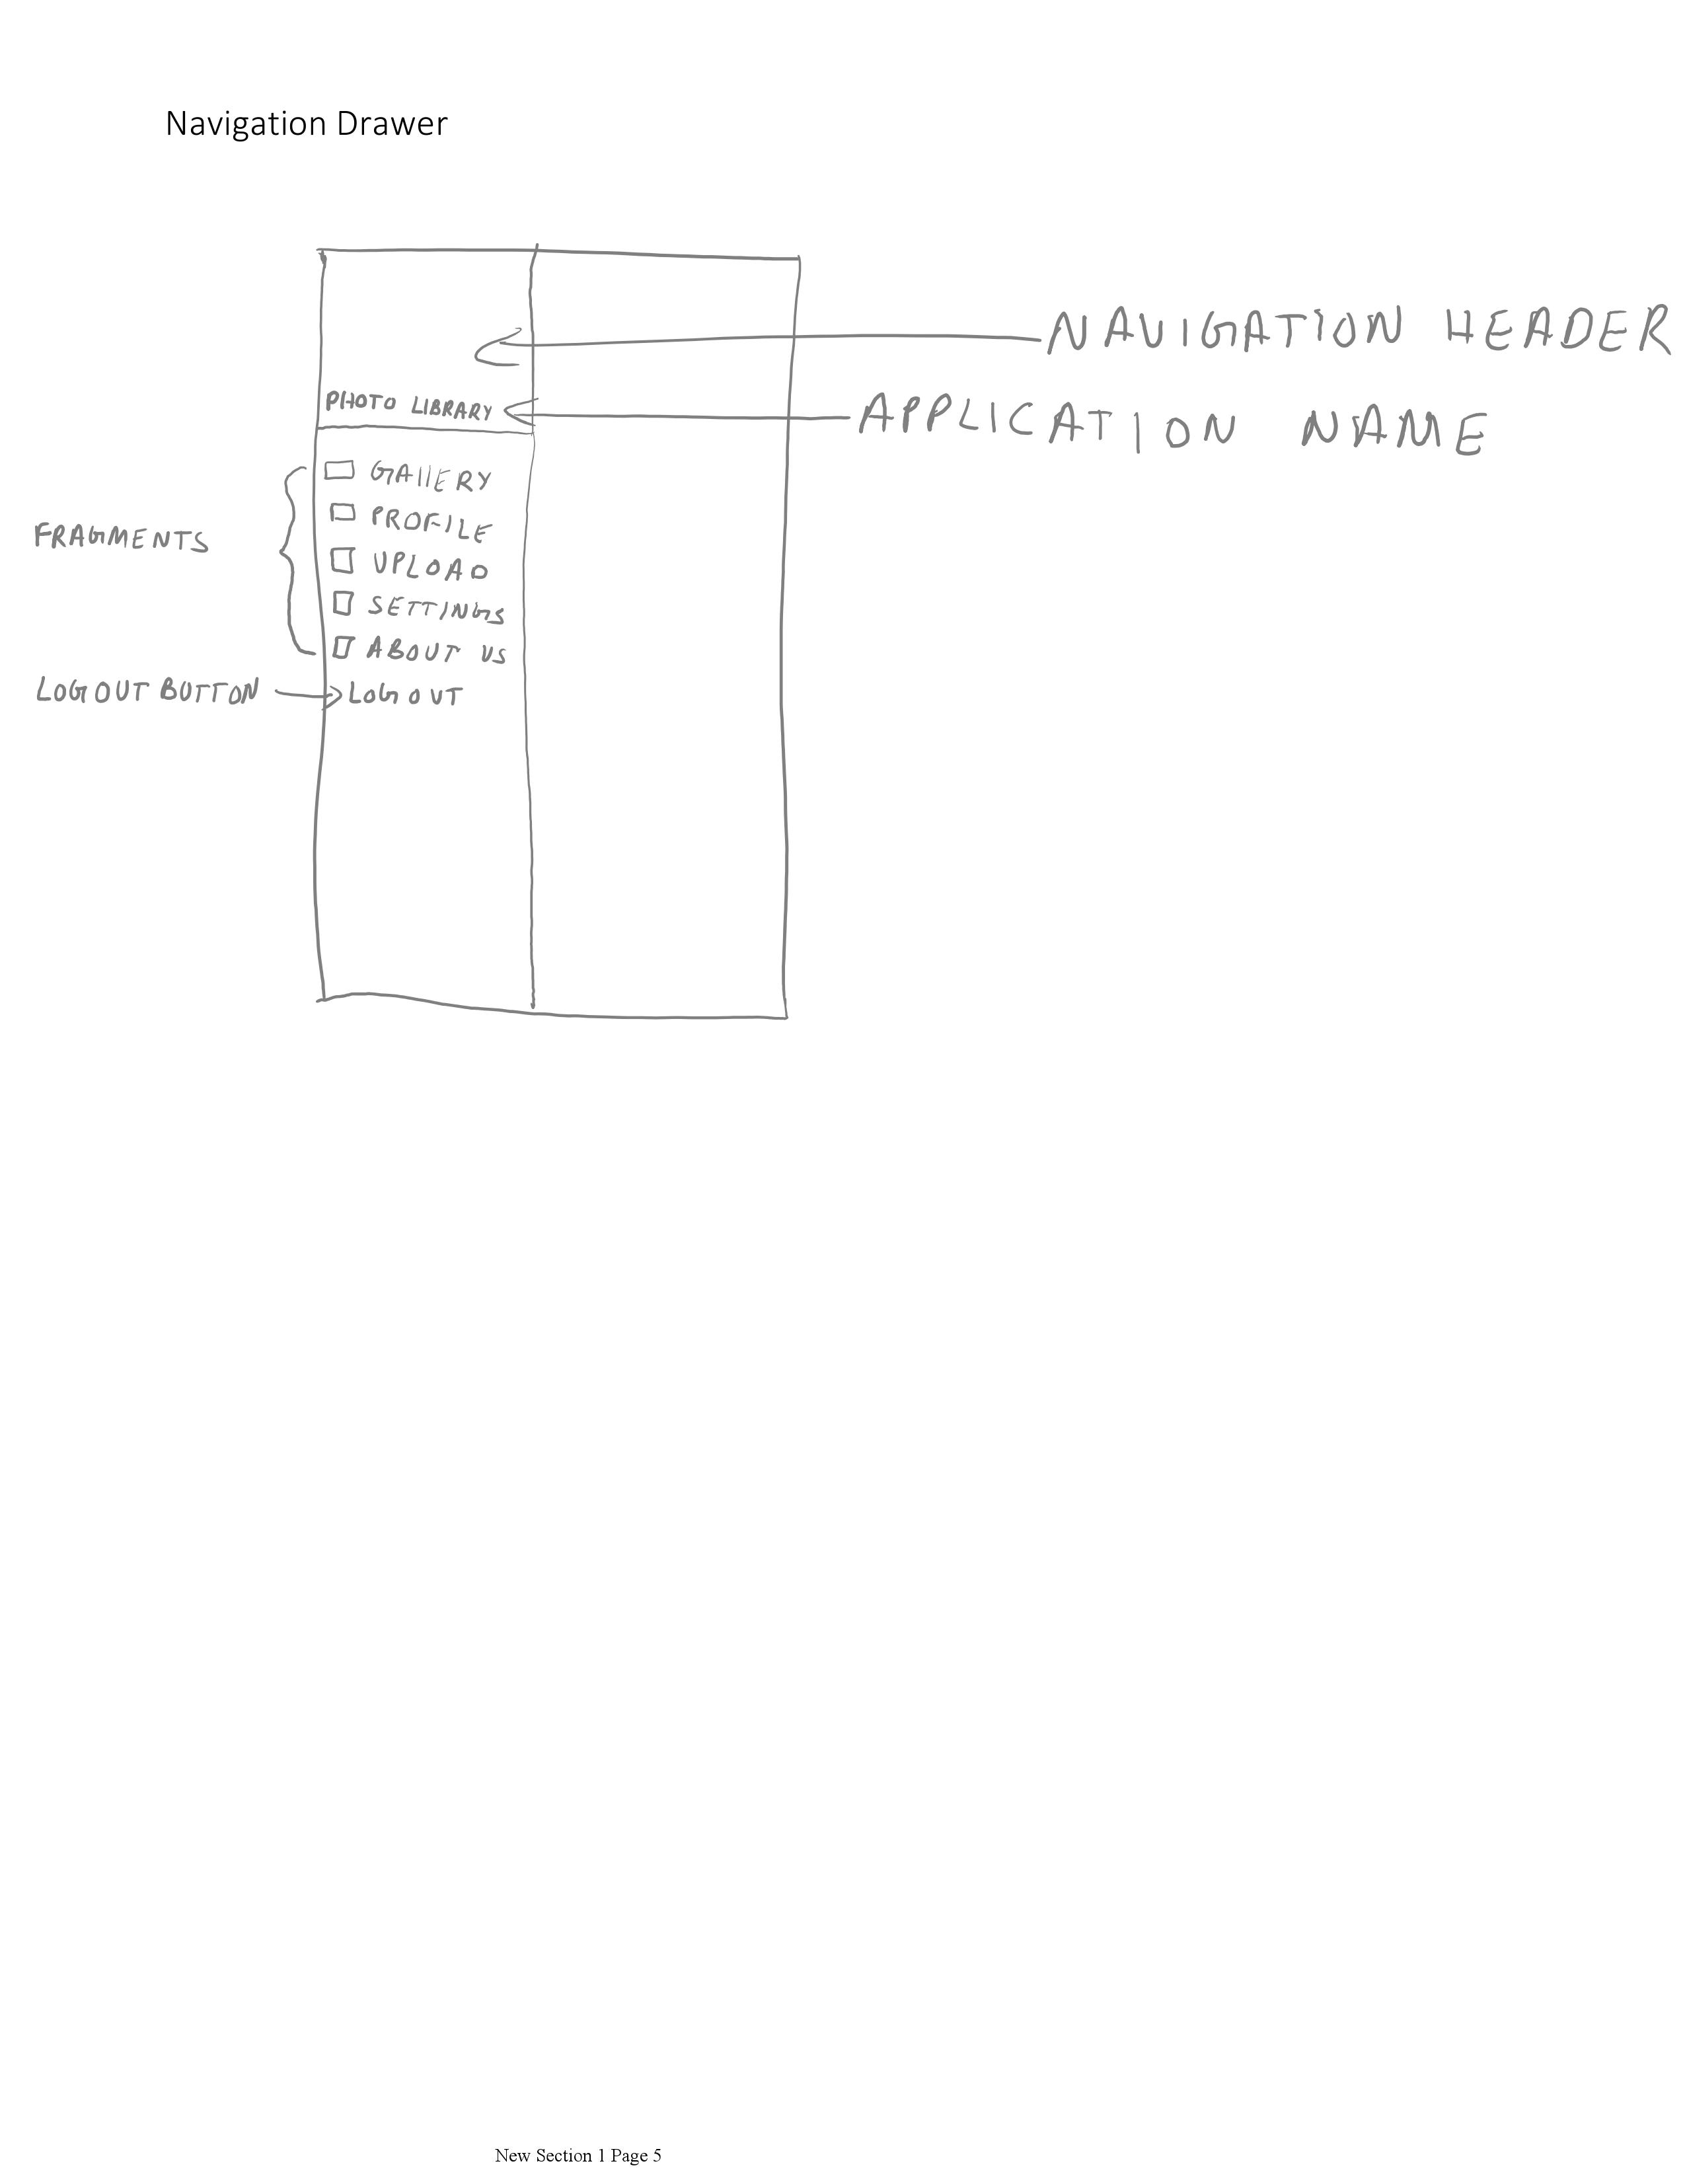 Navigation Drawer
NAVIGATION HEADER
PHOTO LIBRARY
APPLICATION NAME
GAllERY
PROFILE
FRAGMENTS
UPLOAD
SETTINGS
ABOUT US
LOGOUT BUTTON
LOGOUT
New Section 1 Page 5